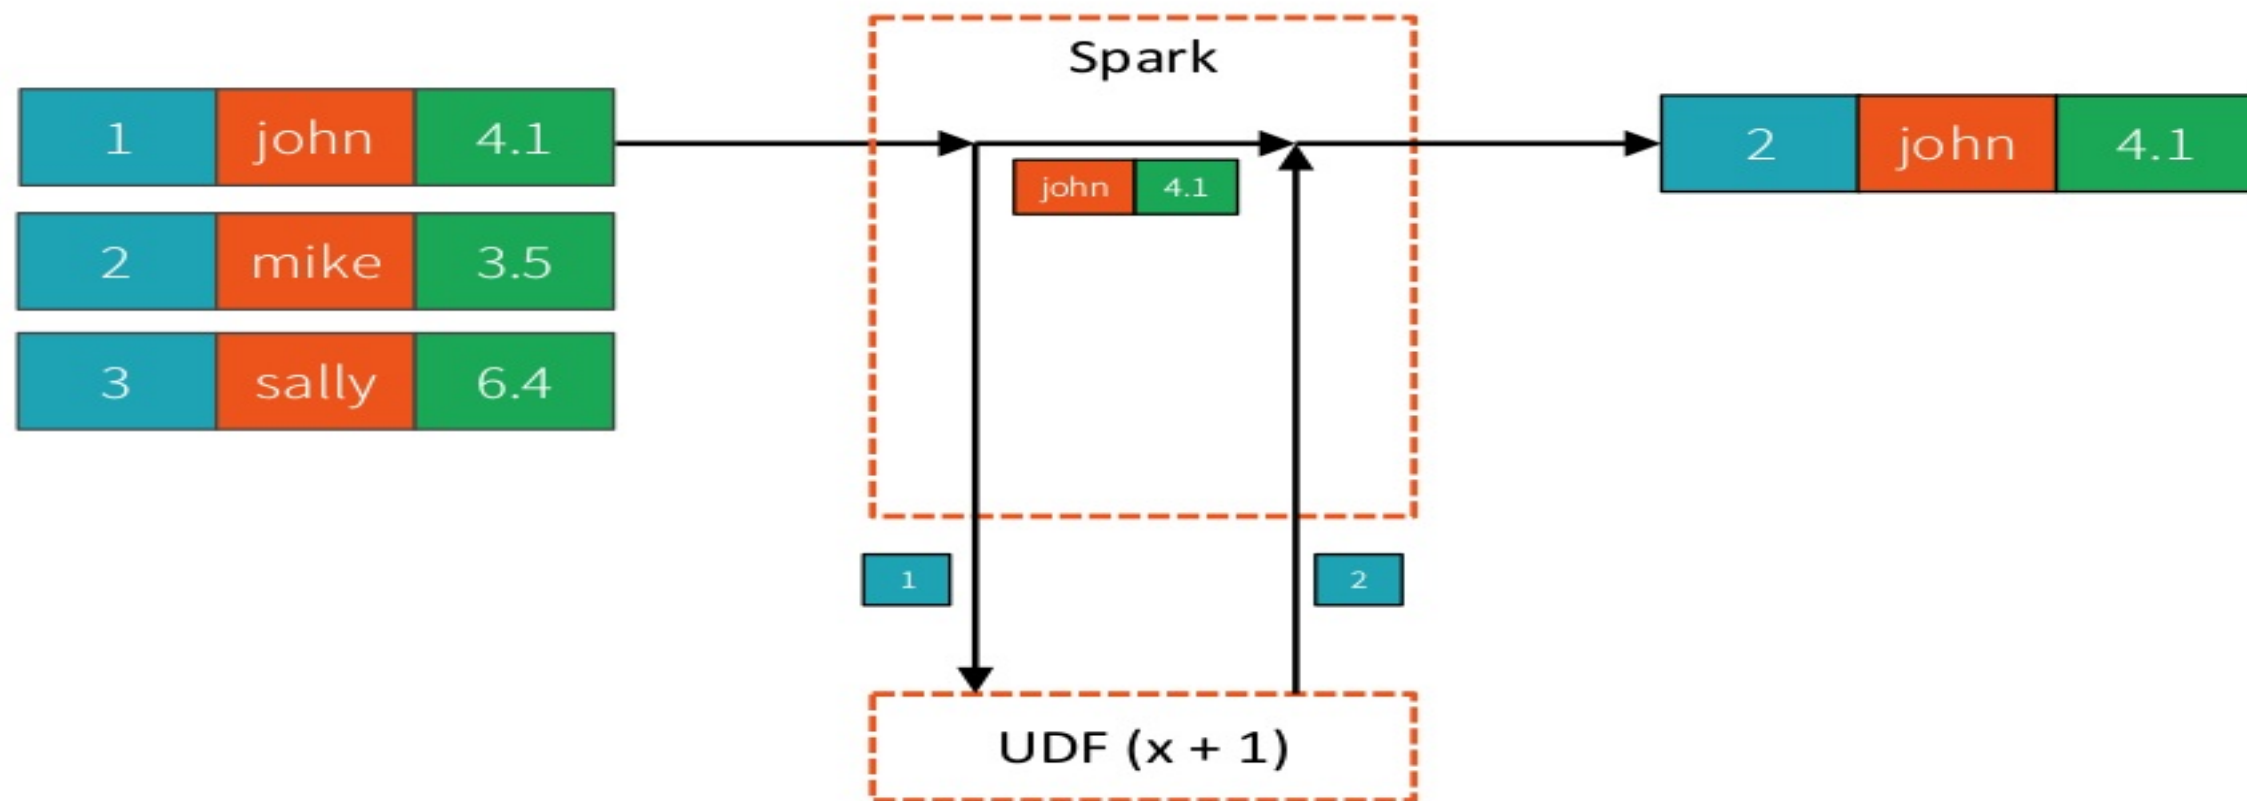 Spark
1 john 4.1
2 mike 3.5
3 sally 6.4
john 4.1
2 john 4.1
1
2
UDF (x + 1)